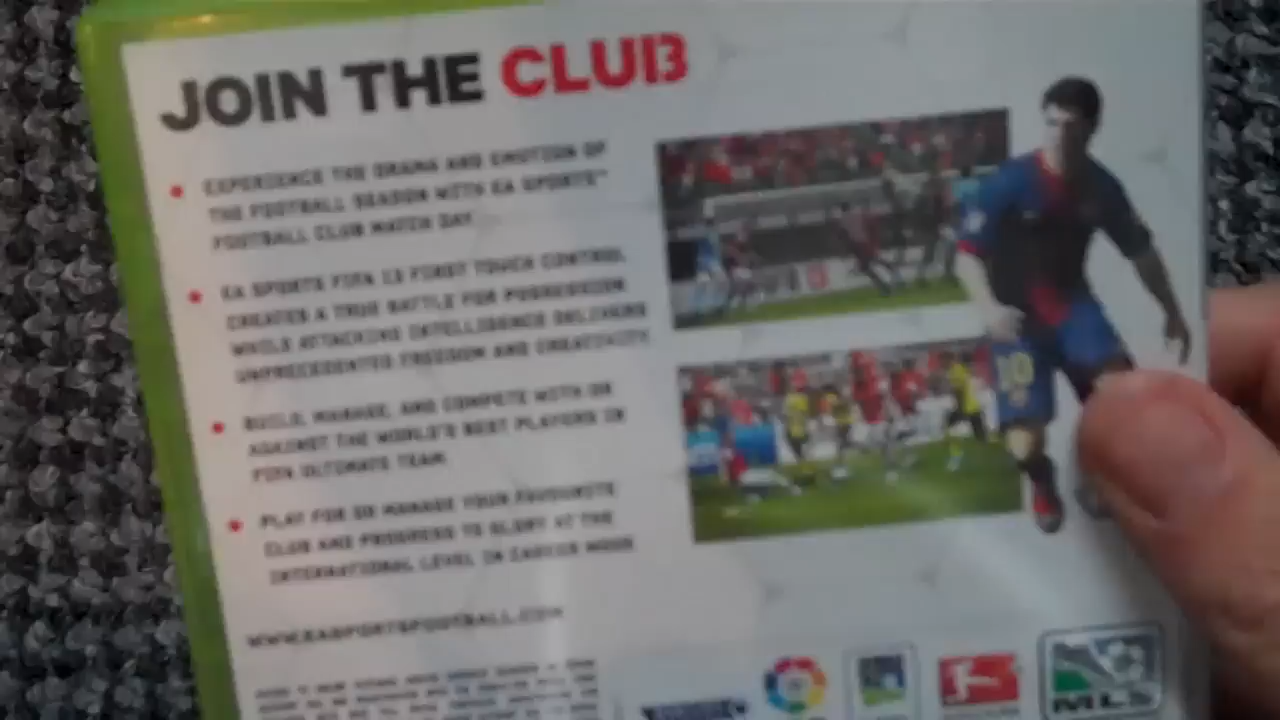 JOIN THE CLUB
EXPERIENCE THE DRAMA AND EMOTION OF
THE FOOTBALL SEASON WITH EA SPORTS™
FOOTBALL CLUB MATCH DAY
EA SPORTS FIFA 13 FIRST TOUCH CONTROL
CREATES A TRUE BATTLE FOR POSSESSION
WHILE ATTACKING INTELLIGENCE DELIVERS
UNPRECEDENTED FREEDOM AND CREATIVITY
BUILD, MANAGE, AND COMPETE WITH OR
AGAINST THE WORLD'S BEST PLAYERS IN
FIFA ULTIMATE TEAM
PLAY FOR OR MANAGE YOUR FAVOURITE
CLUB AND PROGRESS TO GLORY AT THE
INTERNATIONAL LEVEL IN CAREER MODE
WWW.EASPORTSFOOTBALL.COM
10
MLS